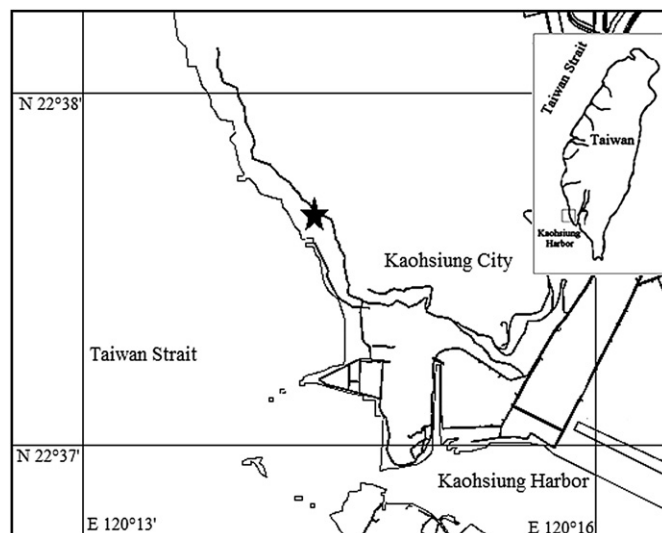 N 22°38'
Taiwan Strait
Taiwan
Kaohsiung
Harbor
Kaohsiung City
Taiwan Strait
N 22°37'
Kaohsiung Harbor
E 120°13'
E 120°16'